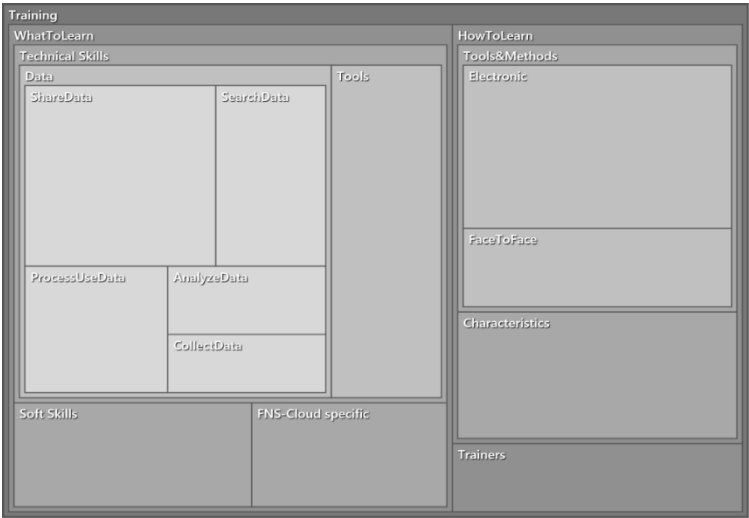 Training
WhatToLearn
Technical Skills
Data
ShareData
SearchData
ProcessUseData
AnalyzeData
CollectData
Tools
Soft Skills
FNS-Cloud specific
HowToLearn
Tools&Methods
Electronic
FaceToFace
Characteristics
Trainers